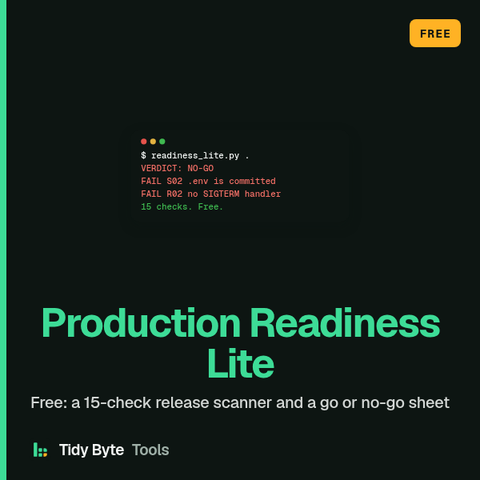 FREE
$ readiness_lite.py .
VERDICT: NO-GO
FAIL S02 .env is committed
FAIL R02 no SIGTERM handler
15 checks. Free.
Production Readiness
Lite
Free: a 15-check release scanner and a go or no-go sheet
Tidy Byte Tools